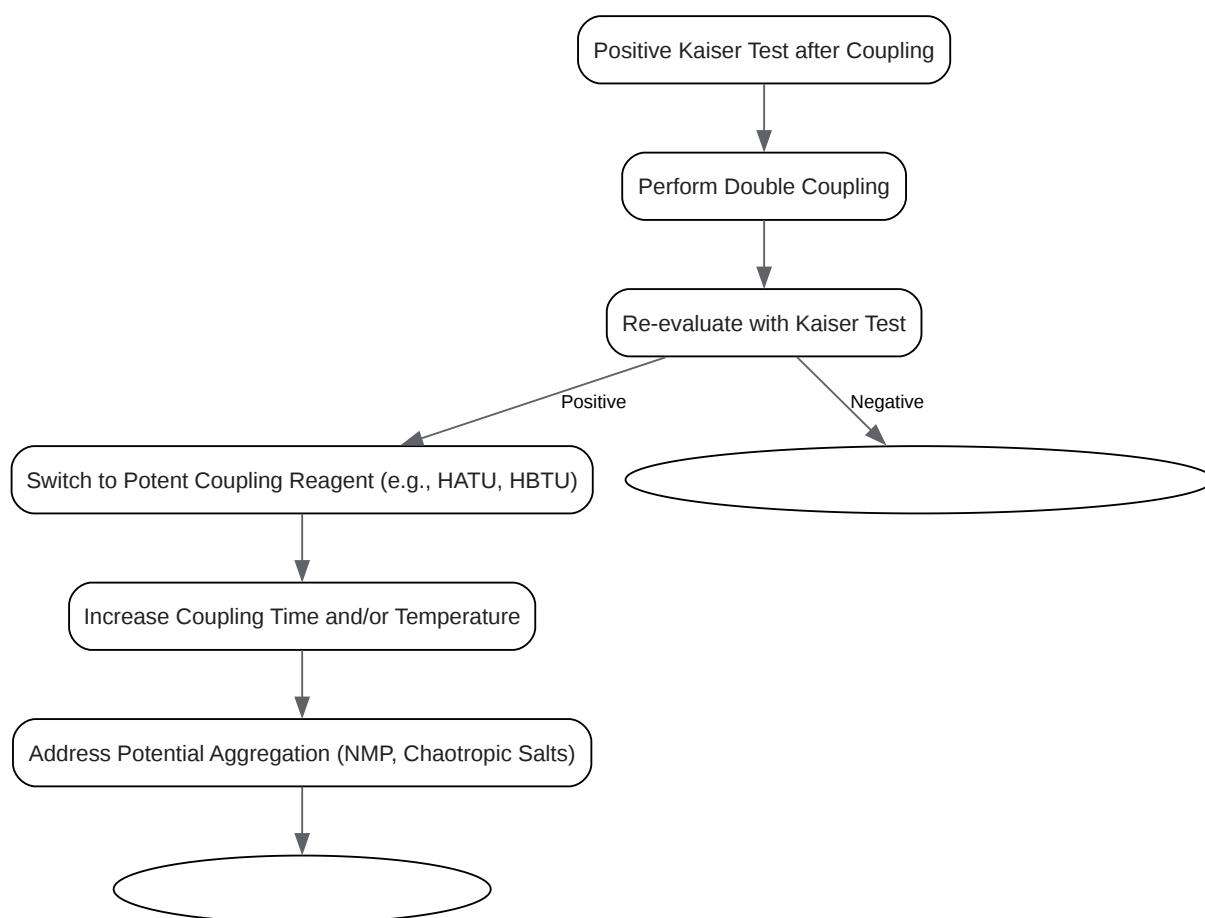 Positive Kaiser Test after Coupling
Perform Double Coupling
Re-evaluate with Kaiser Test
Positive
Negative
Switch to Potent Coupling Reagent (e.g., HATU, HBTU)
Increase Coupling Time and/or Temperature
Address Potential Aggregation (NMP, Chaotropic Salts)